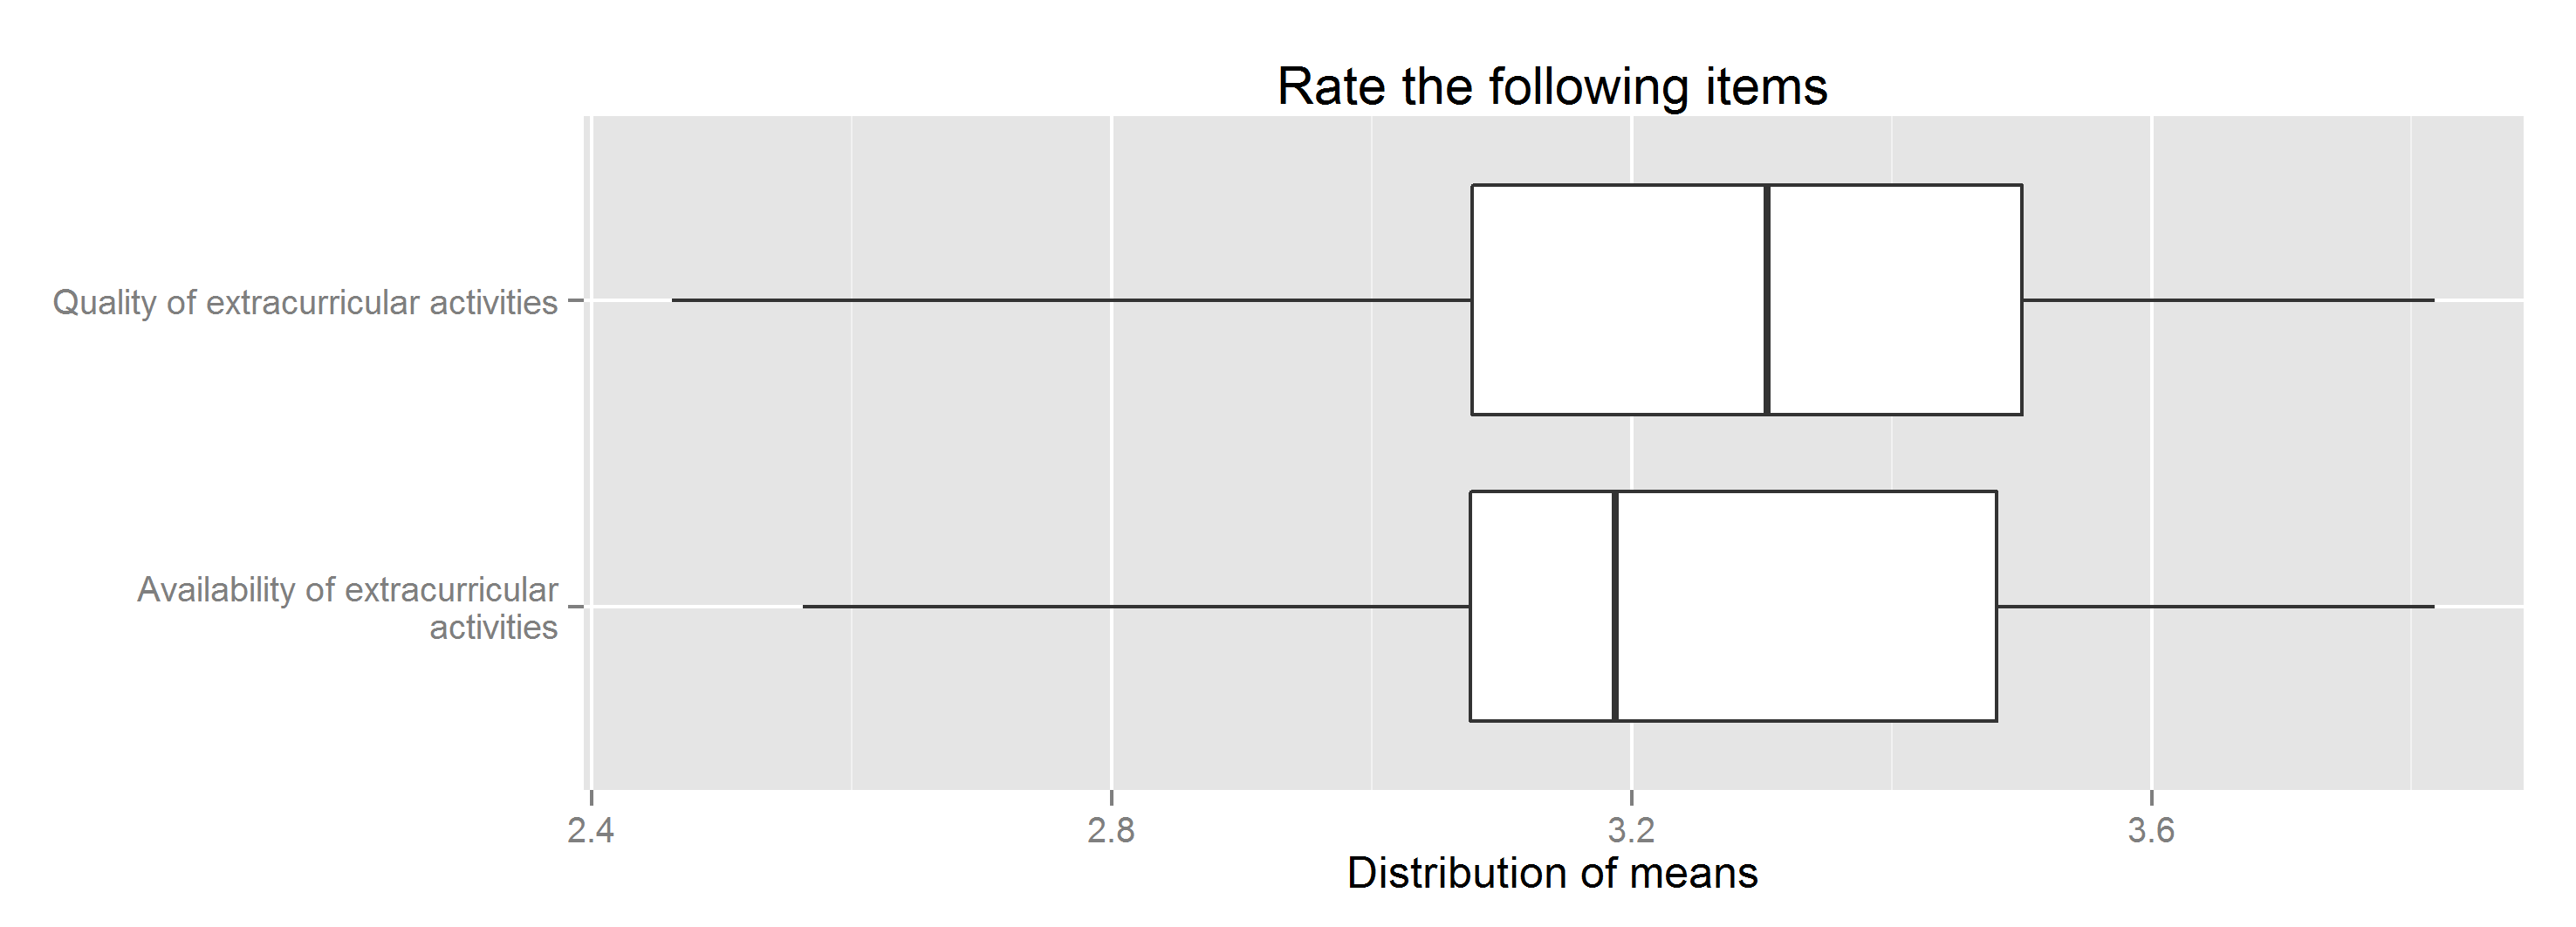 Rate the following items
Quality of extracurricular activities
Availability of extracurricular
activities
2.4
2.8
3.2
3.6
Distribution of means